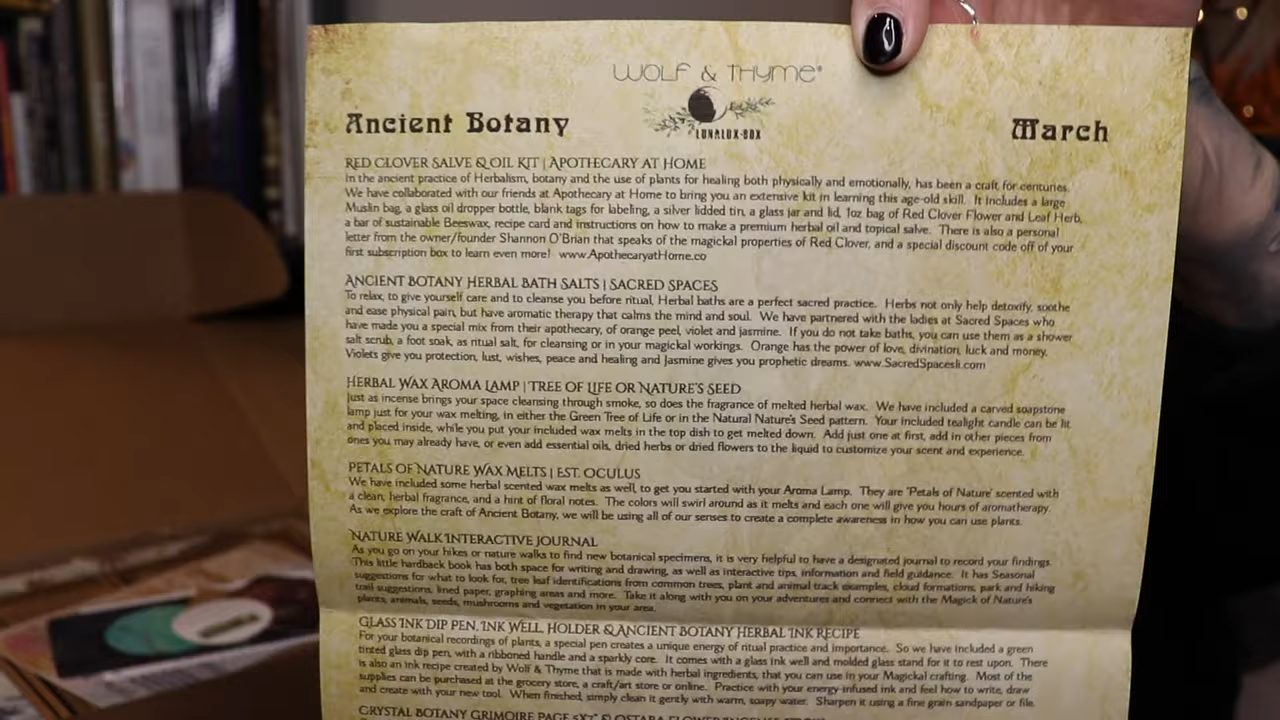 WOLF & THYME®
LUNALUX-BOX
Ancient Botany
March
RED CLOVER SALVE & OIL KIT | APOTHECARY AT HOME
In the ancient practice of Herbalism, botany and the use of plants for healing both physically and emotionally, has been a craft for centuries.
We have collaborated with our friends at Apothecary at Home to bring you an extensive kit in learning this age-old skill. It includes a large
Muslin bag, a glass oil dropper bottle, blank tags for labeling, a silver lidded tin, a glass jar and lid, 1oz bag of Red Clover Flower and Leaf Herb,
a bar of sustainable Beeswax, recipe card and instructions on how to make a premium herbal oil and topical salve. There is also a personal
letter from the owner/founder Shannon O'Brian that speaks of the magickal properties of Red Clover, and a special discount code off of your
first subscription box to learn even more! www.ApothecaryatHome.co
ANCIENT BOTANY HERBAL BATH SALTS | SACRED SPACES
To relax, to give yourself care and to cleanse you before ritual, Herbal baths are a perfect sacred practice. Herbs not only help detoxify, soothe
and ease physical pain, but have aromatic therapy that calms the mind and soul. We have partnered with the ladies at Sacred Spaces who
have made you a special mix from their apothecary, of orange peel, violet and jasmine. If you do not take baths, you can use them as a shower
salt scrub, a foot soak, as ritual salt, for cleansing or in your magickal workings. Orange has the power of love, divination, luck and money,
Violets give you protection, lust, wishes, peace and healing and Jasmine gives you prophetic dreams. www.SacredSpacesli.com
HERBAL WAX AROMA LAMP | TREE OF LIFE OR NATURE'S SEED
Just as incense brings your space cleansing through smoke, so does the fragrance of melted herbal wax. We have included a carved soapstone
lamp just for your wax melting, in either the Green Tree of Life or in the Natural Nature's Seed pattern. Your included tealight candle can be lit
and placed inside, while you put your included wax melts in the top dish to get melted down. Add just one at first, add in other pieces from
ones you may already have, or even add essential oils, dried herbs or dried flowers to the liquid to customize your scent and experience.
PETALS OF NATURE WAX MELTS | EST. OCULUS
We have included some herbal scented wax melts as well, to get you started with your Aroma Lamp. They are 'Petals of Nature' scented with
a clean, herbal fragrance, and a hint of floral notes. The colors will swirl around as it melts and each one will give you hours of aromatherapy.
As we explore the craft of Ancient Botany, we will be using all of our senses to create a complete awareness in how you can use plants.
NATURE WALK INTERACTIVE JOURNAL
As you go on your hikes or nature walks to find new botanical specimens, it is very helpful to have a designated journal to record your findings.
This little hardback book has both space for writing and drawing, as well as interactive tips, information and field guidance. It has Seasonal
suggestions for what to look for, tree leaf identifications from common trees, plant and animal track examples, cloud formations, park and hiking
trail suggestions, lined paper, graphing areas and more. Take it along with you on your adventures and connect with the Magick of Nature's
plants, animals, seeds, mushrooms and vegetation in your area.
GLASS INK DIP PEN, INK WELL, HOLDER & ANCIENT BOTANY HERBAL INK RECIPE
For your botanical recordings of plants, a special pen creates a unique energy of ritual practice and importance. So we have included a green
tinted glass dip pen, with a ribboned handle and a sparkly core. It comes with a glass ink well and molded glass stand for it to rest upon. There
is also an ink recipe created by Wolf & Thyme that is made with herbal ingredients, that you can use in your Magickal crafting. Most of the
supplies can be purchased at the grocery store, a craft/art store or online. Practice with your energy-infused ink and feel how to write, draw
and create with your new tool. When finished, simply clean it gently with warm, soapy water. Sharpen it using a fine grain sandpaper or file.
CRYSTAL BOTANY GRIMOIRE PAGE 5X7" & OSTARA FLOWER INCENSE